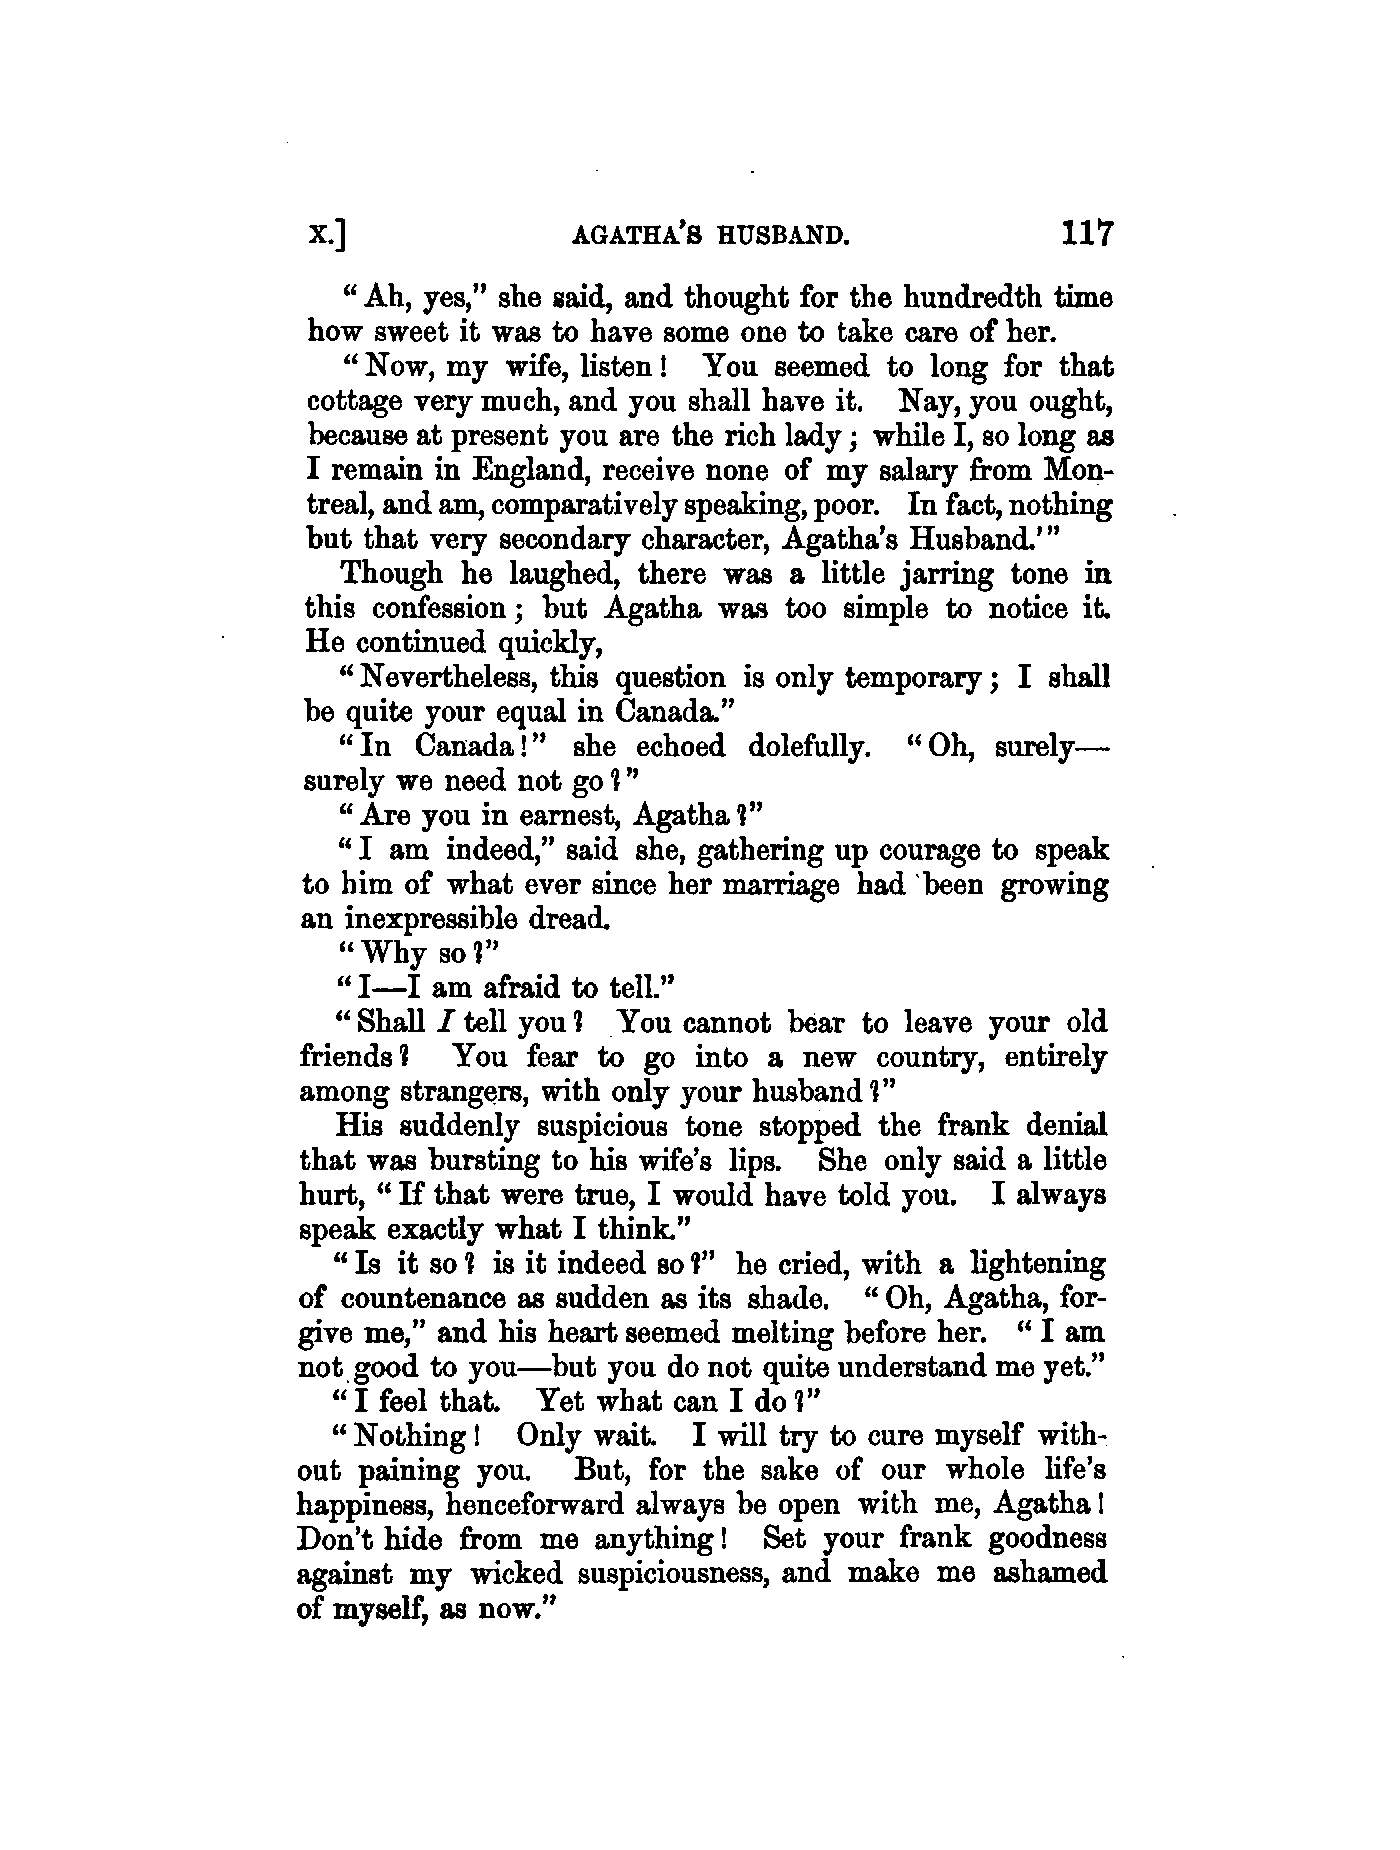 X.] AGATHA'S HUSBAND. 117
“Ah, yes,” she said, and thought for the hundredth time
how sweet it was to have some one to take care of her.
“Now, my wife, listen! You seemed to long for that
cottage very much, and you shall have it. Nay, you ought,
because at present you are the rich lady; while I, so long as
I remain in England, receive none of my salary from Mon-
treal, and am, comparatively speaking, poor. In fact, nothing
but that very secondary character, Agatha's Husband.'”
Though he laughed, there was a little jarring tone in
this confession; but Agatha was too simple to notice it.
He continued quickly,
“Nevertheless, this question is only temporary; I shall
be quite your equal in Canada.”
“In Canada!” she echoed dolefully. “Oh, surely—
surely we need not go?”
“Are you in earnest, Agatha?”
“I am indeed,” said she, gathering up courage to speak
to him of what ever since her marriage had been growing
an inexpressible dread.
“Why so?”
“I—I am afraid to tell.”
“Shall I tell you? You cannot bear to leave your old
friends? You fear to go into a new country, entirely
among strangers, with only your husband?”
His suddenly suspicious tone stopped the frank denial
that was bursting to his wife's lips. She only said a little
hurt, “If that were true, I would have told you. I always
speak exactly what I think.”
“Is it so? is it indeed so?” he cried, with a lightening
of countenance as sudden as its shade. “Oh, Agatha, for-
give me,” and his heart seemed melting before her. “I am
not good to you—but you do not quite understand me yet.”
“I feel that. Yet what can I do?”
“Nothing! Only wait. I will try to cure myself with-
out paining you. But, for the sake of our whole life's
happiness, henceforward always be open with me, Agatha!
Don't hide from me anything! Set your frank goodness
against my wicked suspiciousness, and make me ashamed
of myself, as now.”